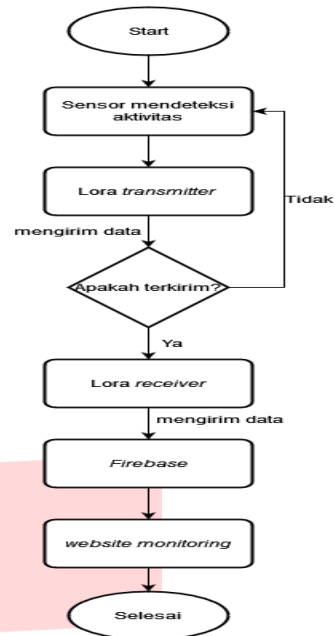 Start
Sensor mendeteksi
aktivitas
Lora transmitter
Tidak
mengirim data
Apakah terkirim?
Ya
Lora receiver
mengirim data
Firebase
website monitoring
Selesai